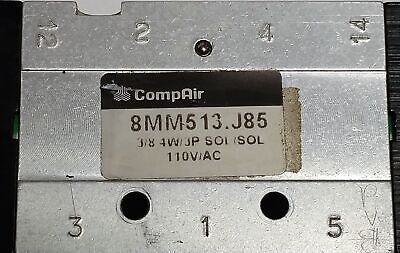 12 2 4 14
CompAir
8MM513.J85
3/8 4W/3P SOL/SOL
110V/AC
3 1 5